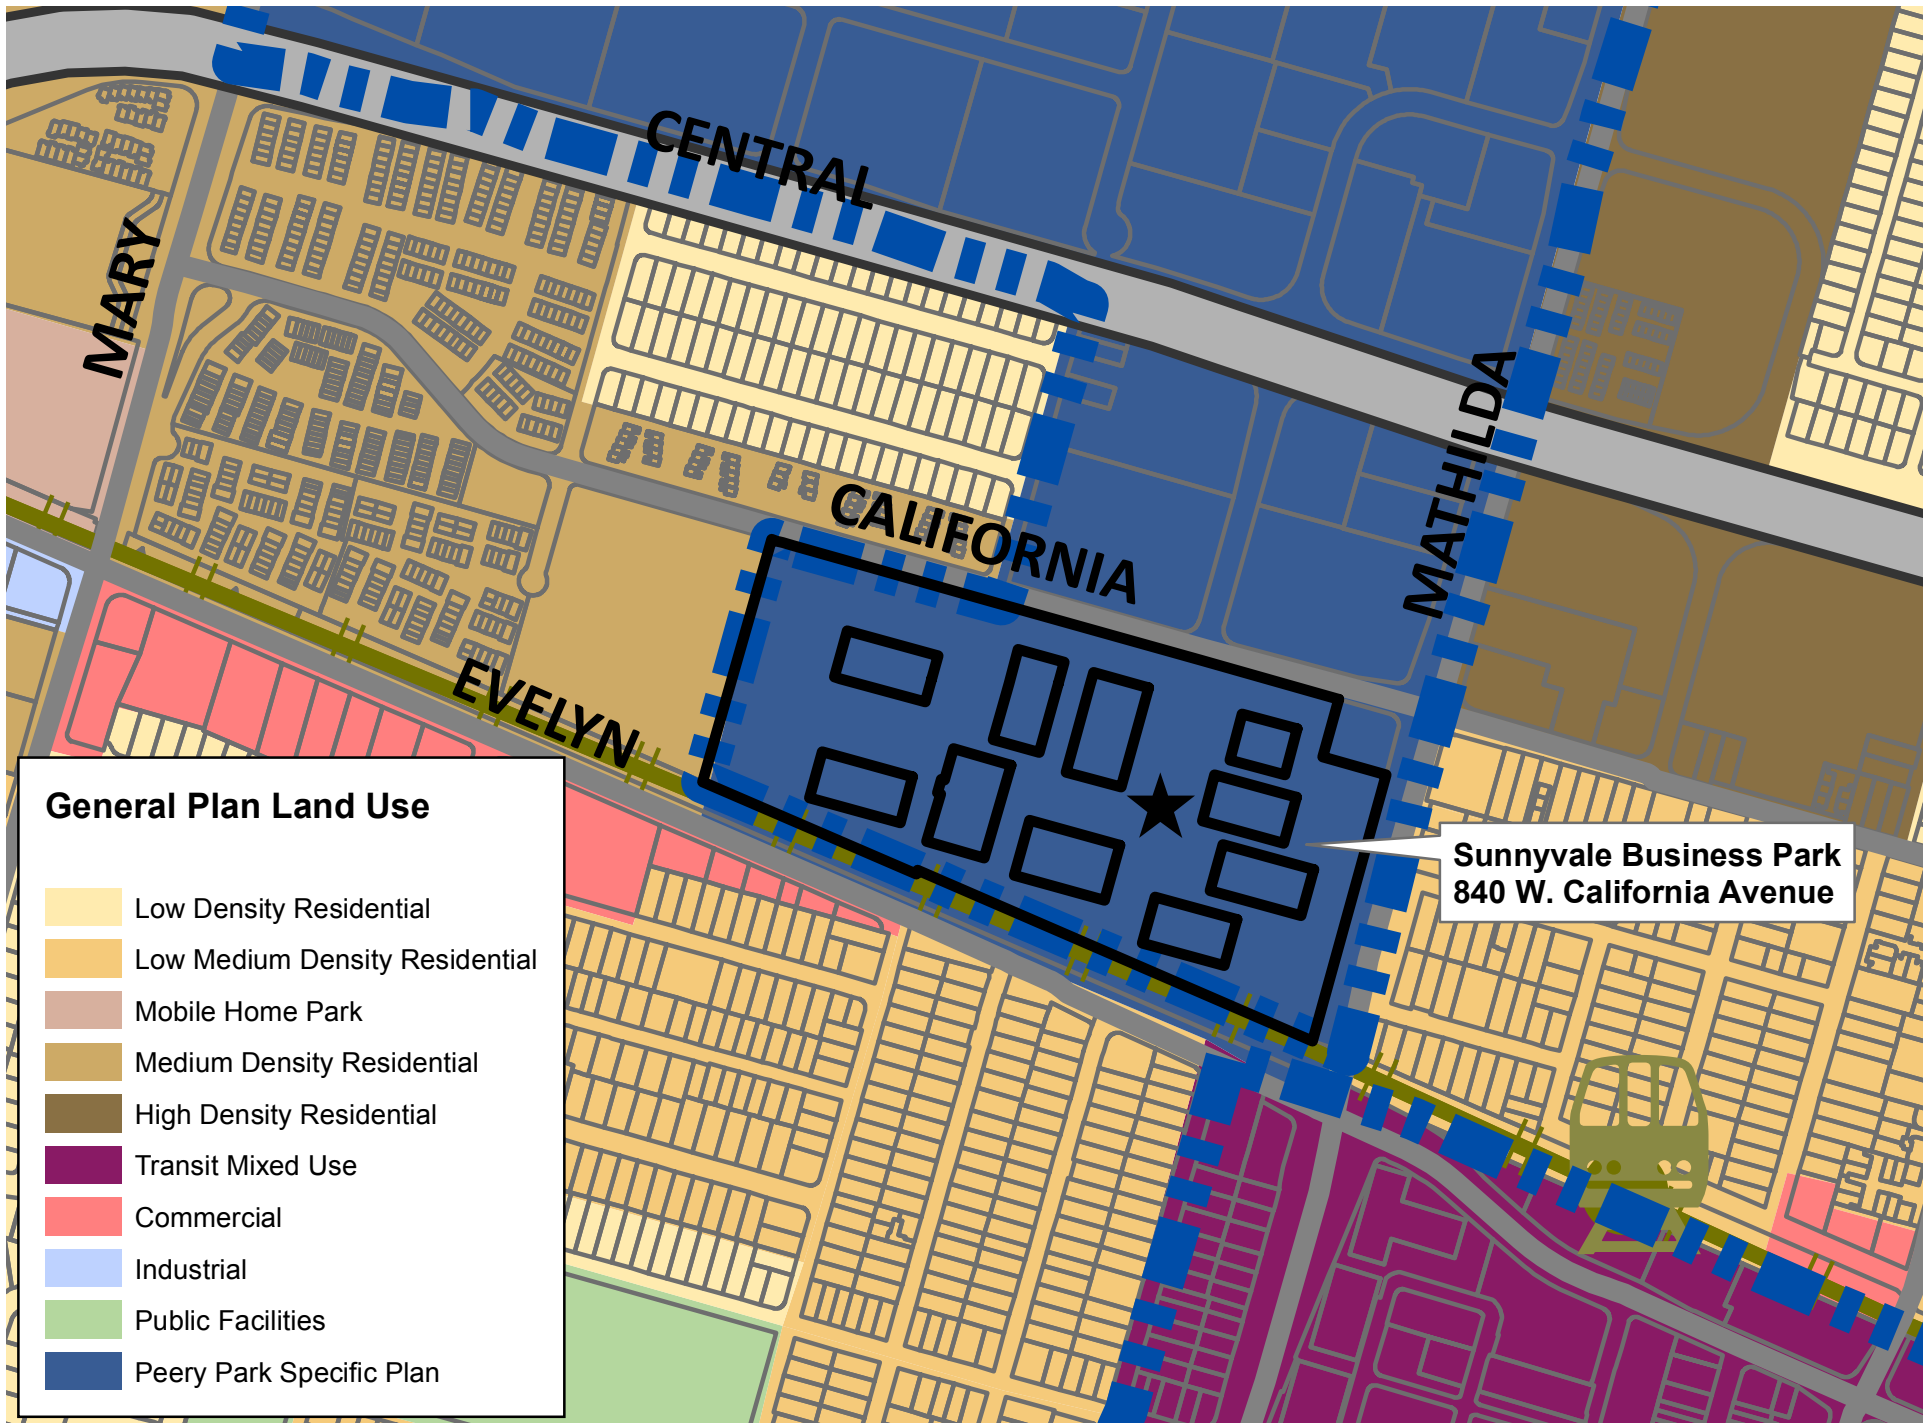 CENTRAL
MARY
MATHILDA
CALIFORNIA
EVELYN
Sunnyvale Business Park
840 W. California Avenue
General Plan Land Use
Low Density Residential
Low Medium Density Residential
Mobile Home Park
Medium Density Residential
High Density Residential
Transit Mixed Use
Commercial
Industrial
Public Facilities
Peery Park Specific Plan